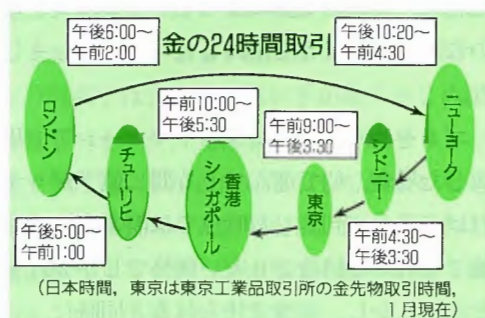 金の24時間取引
午後6:00〜
午前2:00
午後10:20〜
午前4:30
午前10:00〜
午後5:30
午前9:00〜
午後3:30
ロンドン
チューリヒ
香港
シンガポール
東京
シドニー
ニューヨーク
午後5:00〜
午前1:00
午前4:30〜
午後3:30
(日本時間,東京は東京工業品取引所の金先物取引時間,
1月現在)